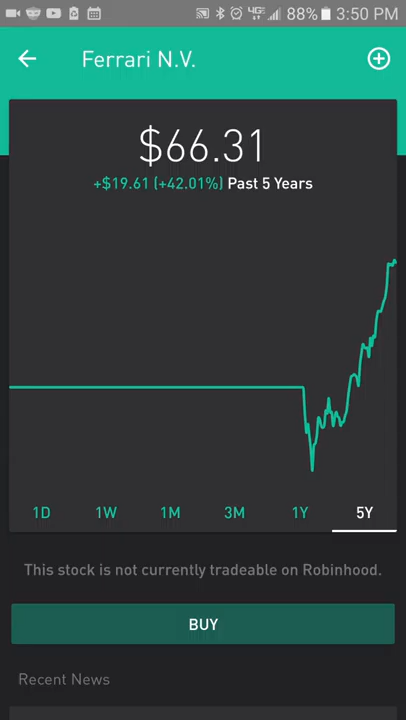 88% 3:50 PM
Ferrari N.V.
$66.31
+$19.61 (+42.01%) Past 5 Years
1D 1W 1M 3M 1Y 5Y
This stock is not currently tradeable on Robinhood.
BUY
Recent News